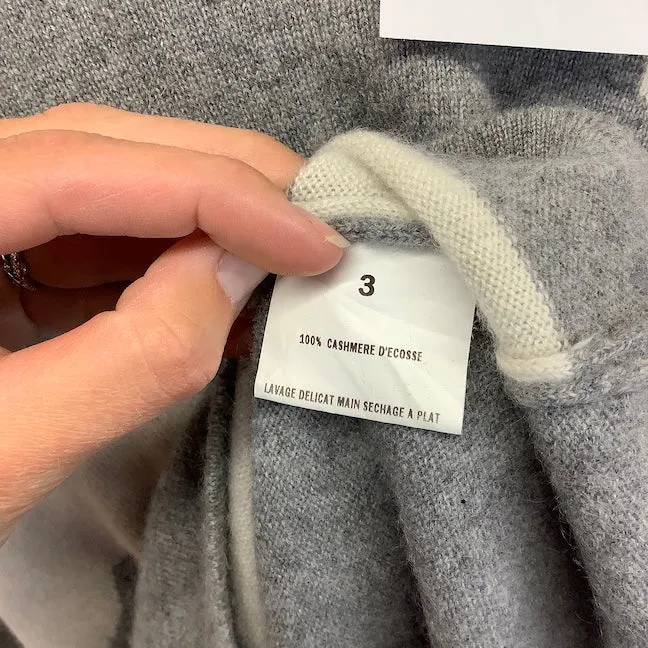 3
100% CASHMERE D'ECOSSE
LAVAGE DELICAT MAIN SECHAGE A PLAT